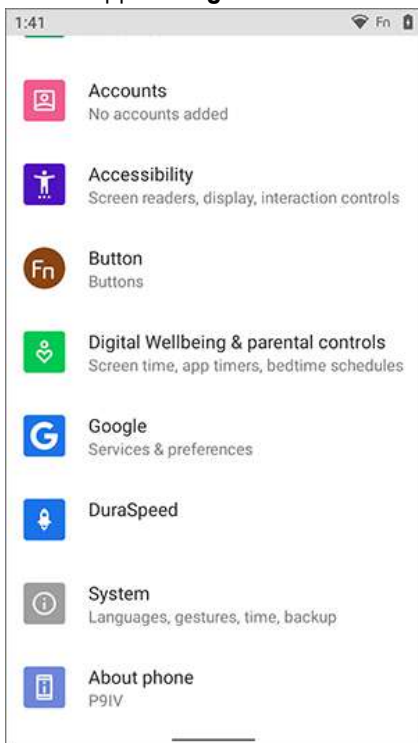 1:41 Fn
Accounts
No accounts added
Accessibility
Screen readers, display, interaction controls
Fn
Button
Buttons
Digital Wellbeing & parental controls
Screen time, app timers, bedtime schedules
G
Google
Services & preferences
DuraSpeed
System
Languages, gestures, time, backup
About phone
P9IV